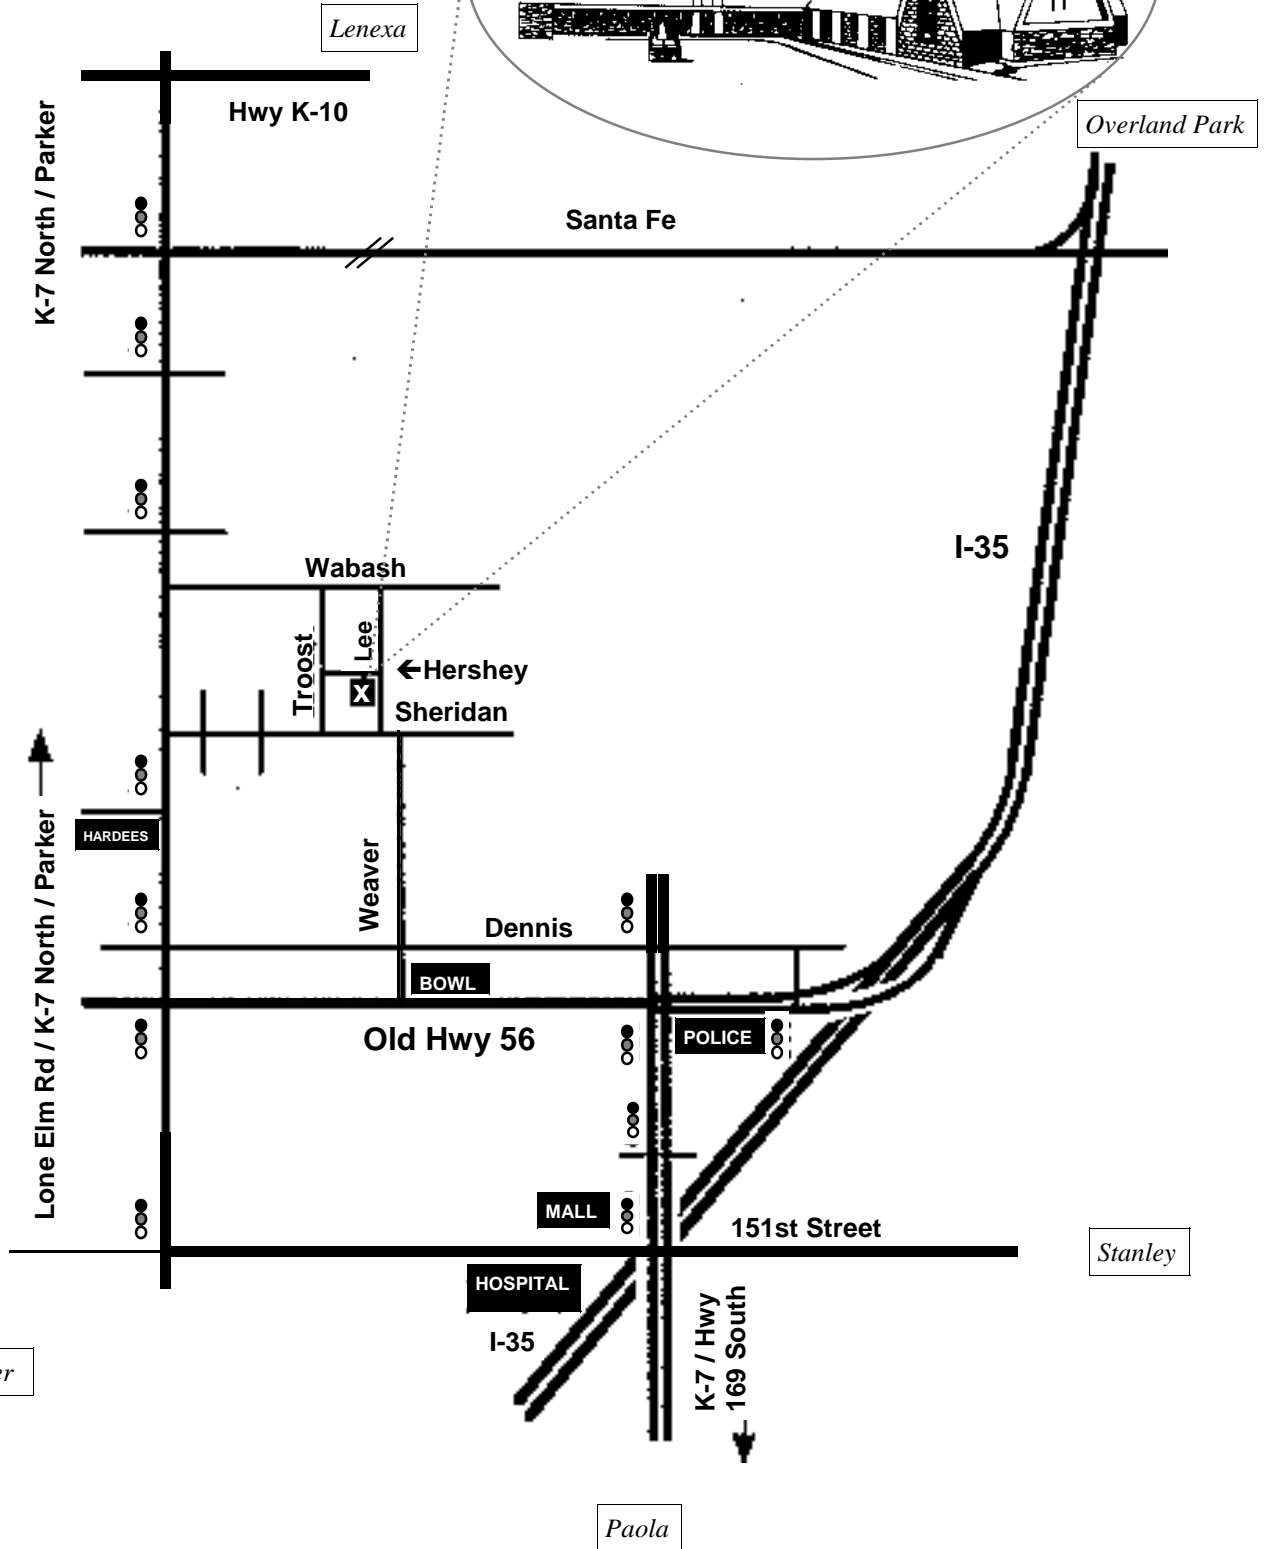 Lenexa
Hwy K-10
Overland Park
K-7 North / Parker
Santa Fe
I-35
Wabash
Troost
Lee
←Hershey
X
Sheridan
HARDEES
Weaver
Lone Elm Rd / K-7 North / Parker
Dennis
BOWL
Old Hwy 56
POLICE
MALL
151st Street
Stanley
HOSPITAL
I-35
K-7 / Hwy
169 South
Paola